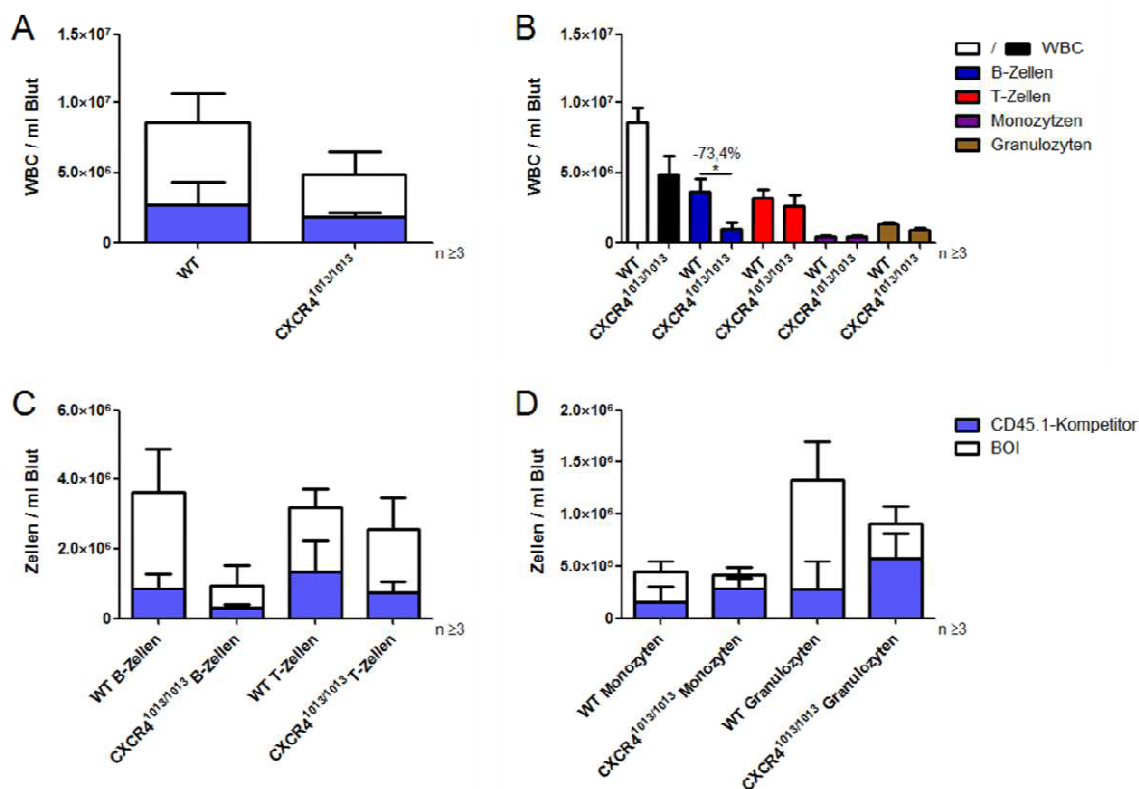 A
WBC / ml Blut
1.5×10⁷
1.0×10⁷
5.0×10⁶
0
WT
CXCR4¹⁰¹³/¹⁰¹³
n ≥3
B
WBC / ml Blut
1.5×10⁷
1.0×10⁷
5.0×10⁶
0
-73,4%
*
WT
CXCR4¹⁰¹³/¹⁰¹³
WT
CXCR4¹⁰¹³/¹⁰¹³
WT
CXCR4¹⁰¹³/¹⁰¹³
WT
CXCR4¹⁰¹³/¹⁰¹³
WT
CXCR4¹⁰¹³/¹⁰¹³
n ≥3
/ WBC
B-Zellen
T-Zellen
Monozytzen
Granulozyten
C
Zellen / ml Blut
6.0×10⁶
4.0×10⁶
2.0×10⁶
0
WT B-Zellen
CXCR4¹⁰¹³/¹⁰¹³ B-Zellen
WT T-Zellen
CXCR4¹⁰¹³/¹⁰¹³ T-Zellen
n ≥3
D
Zellen / ml Blut
2.0×10⁶
1.5×10⁶
1.0×10⁶
5.0×10⁵
0
WT Monozyten
CXCR4¹⁰¹³/¹⁰¹³ Monozyten
WT Granulozyten
CXCR4¹⁰¹³/¹⁰¹³ Granulozyten
n ≥3
CD45.1-Kompetitor
BOI